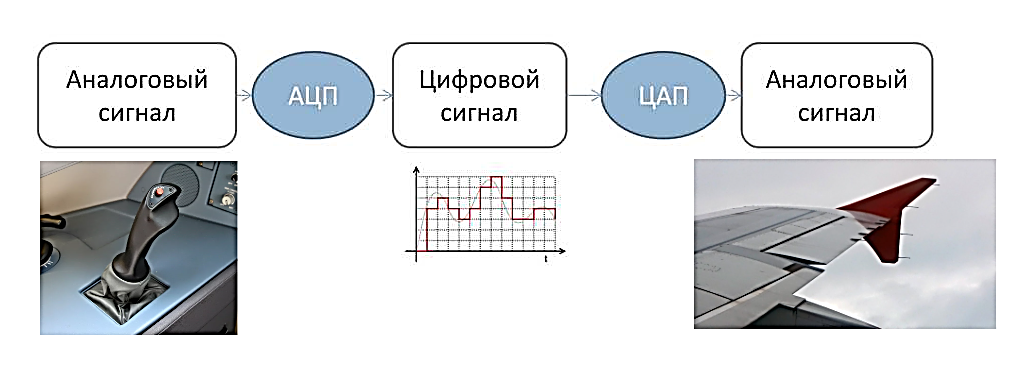 Аналоговый
сигнал
АЦП
Цифровой
сигнал
ЦАП
Аналоговый
сигнал
t